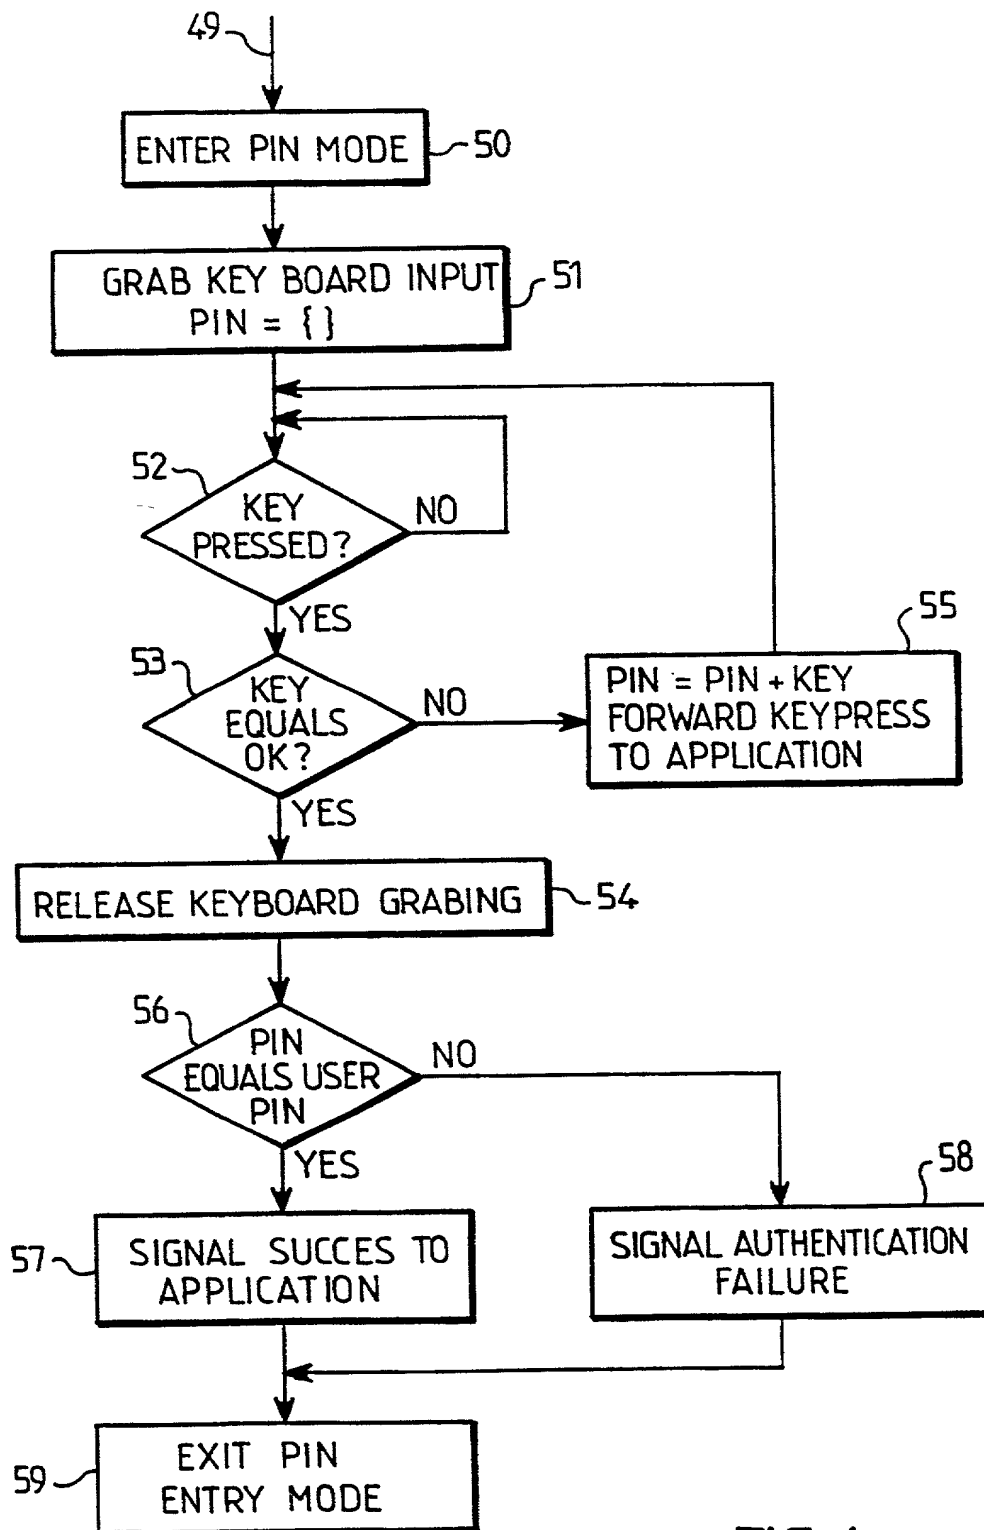 49
ENTER PIN MODE
50
GRAB KEY BOARD INPUT
PIN = { }
51
52
KEY
PRESSED?
NO
YES
53
KEY
EQUALS
OK?
NO
55
PIN = PIN + KEY
FORWARD KEYPRESS
TO APPLICATION
YES
RELEASE KEYBOARD GRABING
54
56
PIN
EQUALS USER
PIN
NO
YES
58
57
SIGNAL SUCCES TO
APPLICATION
SIGNAL AUTHENTICATION
FAILURE
59
EXIT PIN
ENTRY MODE